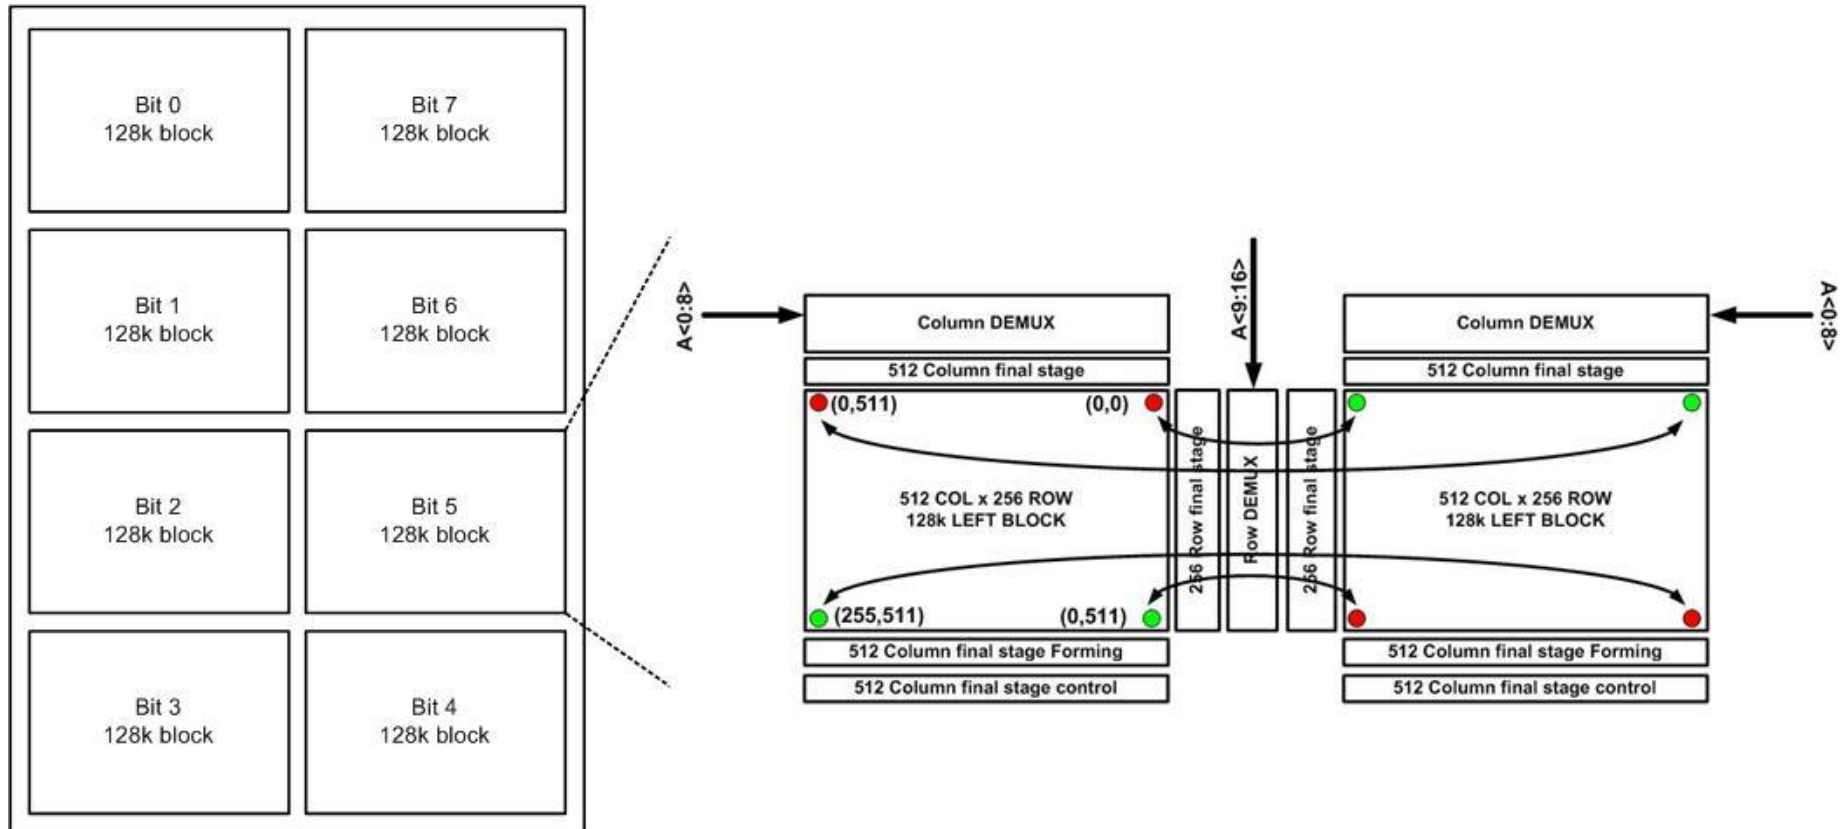 Bit 0
128k block
Bit 7
128k block
Bit 1
128k block
Bit 6
128k block
Bit 2
128k block
Bit 5
128k block
Bit 3
128k block
Bit 4
128k block
A<0:8>
Column DEMUX
512 Column final stage
(0,511)
(0,0)
512 COL x 256 ROW
128k LEFT BLOCK
(255,511)
(0,511)
512 Column final stage Forming
512 Column final stage control
A<9:16>
256 Row final stage
Row DEMUX
256 Row final stage
Column DEMUX
A<0:8>
512 Column final stage
512 COL x 256 ROW
128k LEFT BLOCK
512 Column final stage Forming
512 Column final stage control